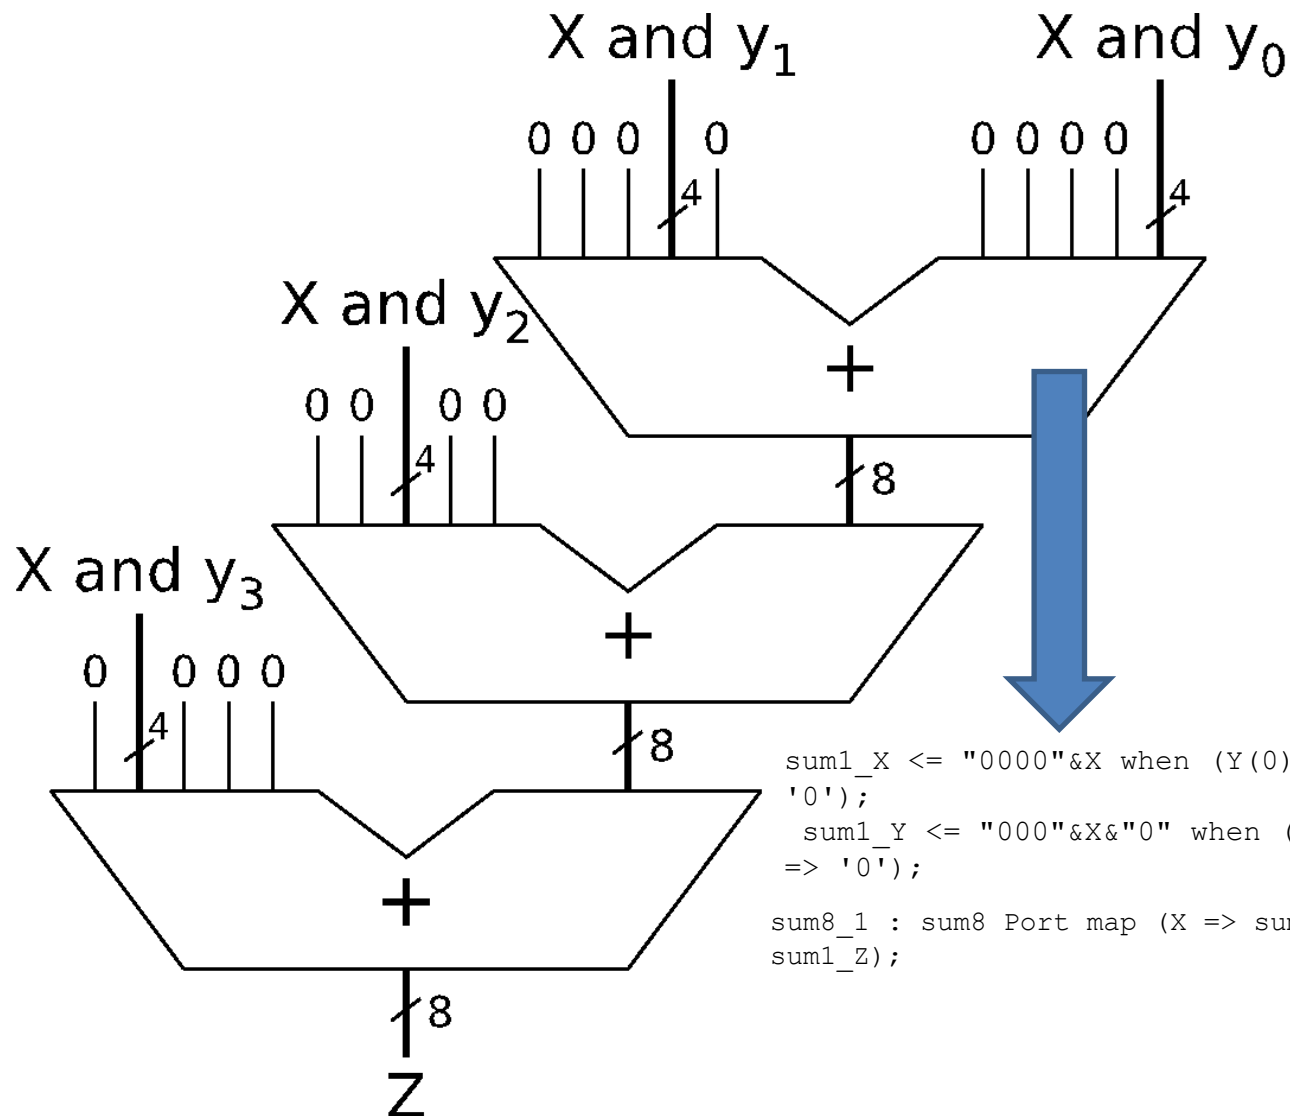 X and y1 X and y0
0 0 0 0 0 0 0 0
4 4
X and y2
+
0 0 0 0
4
8
X and y3
+
0 0 0 0
4
8
sum1_X <= "0000"&X when (Y(0)
'0');
sum1_Y <= "000"&X&"0" when (
=> '0');
+
sum8_1 : sum8 Port map (X => sum
sum1_Z);
8
Z